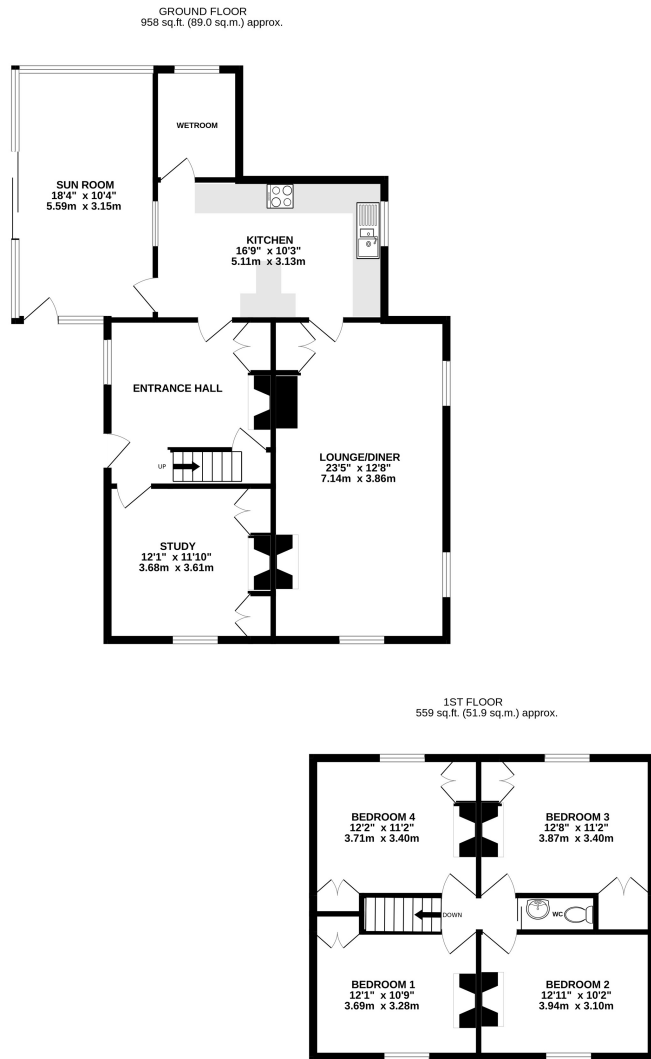 GROUND FLOOR
958 sq.ft. (89.0 sq.m.) approx.
WETROOM
SUN ROOM
18'4" x 10'4"
5.59m x 3.15m
KITCHEN
16'9" x 10'3"
5.11m x 3.13m
ENTRANCE HALL
UP
LOUNGE/DINER
23'5" x 12'8"
7.14m x 3.86m
STUDY
12'1" x 11'10"
3.68m x 3.61m
1ST FLOOR
559 sq.ft. (51.9 sq.m.) approx.
BEDROOM 4
12'2" x 11'2"
3.71m x 3.40m
BEDROOM 3
12'8" x 11'2"
3.87m x 3.40m
DOWN
WC
BEDROOM 1
12'1" x 10'9"
3.69m x 3.28m
BEDROOM 2
12'11" x 10'2"
3.94m x 3.10m